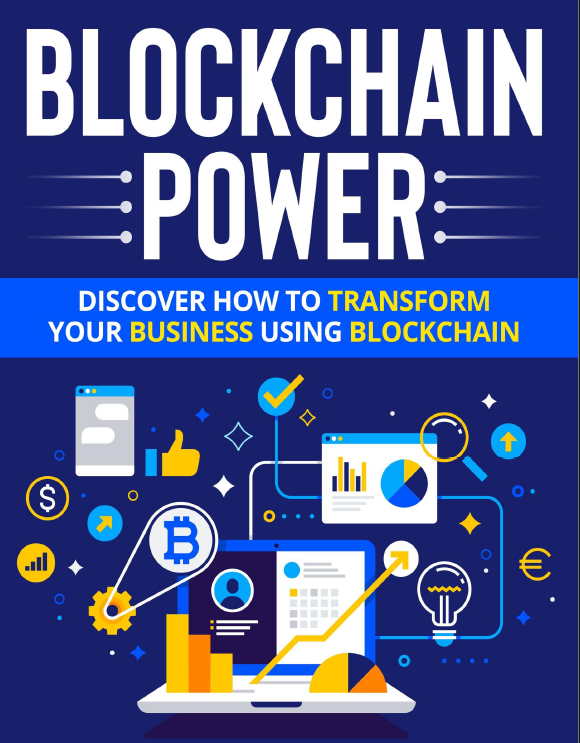 BLOCKCHAIN
POWER
DISCOVER HOW TO TRANSFORM
YOUR BUSINESS USING BLOCKCHAIN
$
€